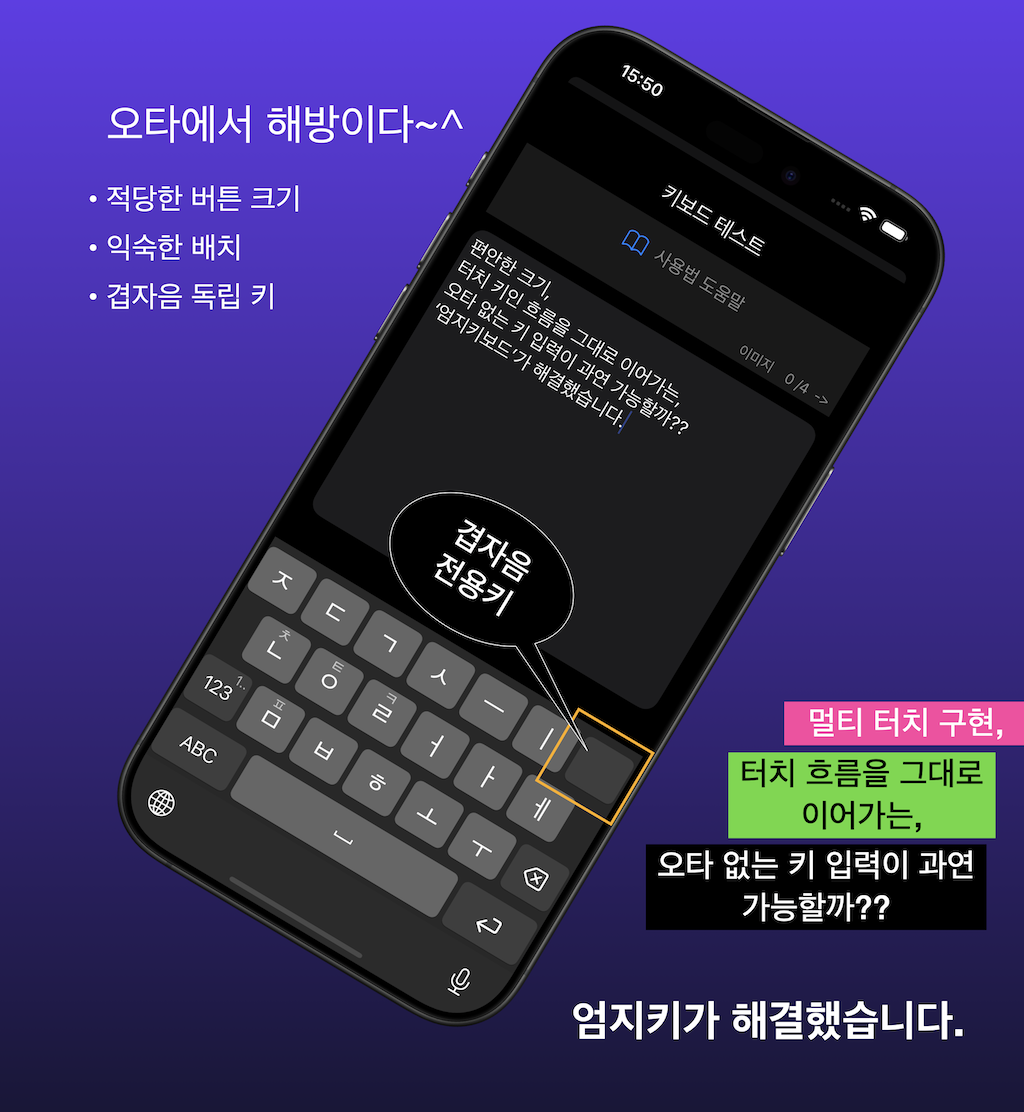 오타에서 해방이다~^
• 적당한 버튼 크기
• 익숙한 배치
• 겹자음 독립 키
15:50
키보드 테스트
사용법 도움말
이미지 0 /4 ->
편안한 크기,
터치 키인 흐름을 그대로 이어가는,
오타 없는 키 입력이 과연 가능할까??
‘엄지키보드’가 해결했습니다.
겹자음
전용키
ㅈ ㄷ ㄱ ㅅ ㅡ ㅣ
ㄴ ㅊ ㅇ ㅌ ㄹ ㅋ ㅓ ㅏ ㅔ
123 1.. ㅁ ㅍ ㅂ ㅎ ㅗ ㅜ
ABC ㄴ
멀티 터치 구현,
터치 흐름을 그대로
이어가는,
오타 없는 키 입력이 과연
가능할까??
엄지키가 해결했습니다.